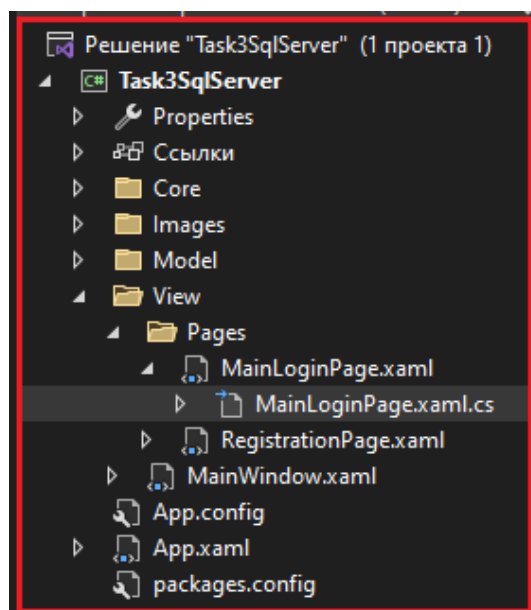 Решение "Task3SqlServer" (1 проекта 1)
C# Task3SqlServer
Properties
Ссылки
Core
Images
Model
View
Pages
MainLoginPage.xaml
MainLoginPage.xaml.cs
RegistrationPage.xaml
MainWindow.xaml
App.config
App.xaml
packages.config